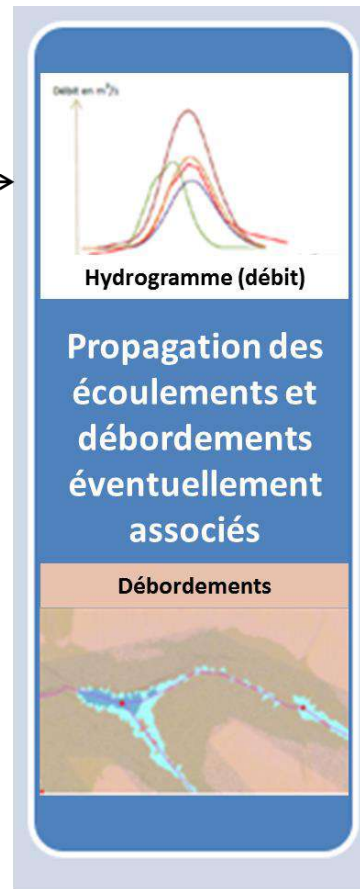 Débit en m³/s
Hydrogramme (débit)
Propagation des
écoulements et
débordements
éventuellement
associés
Débordements